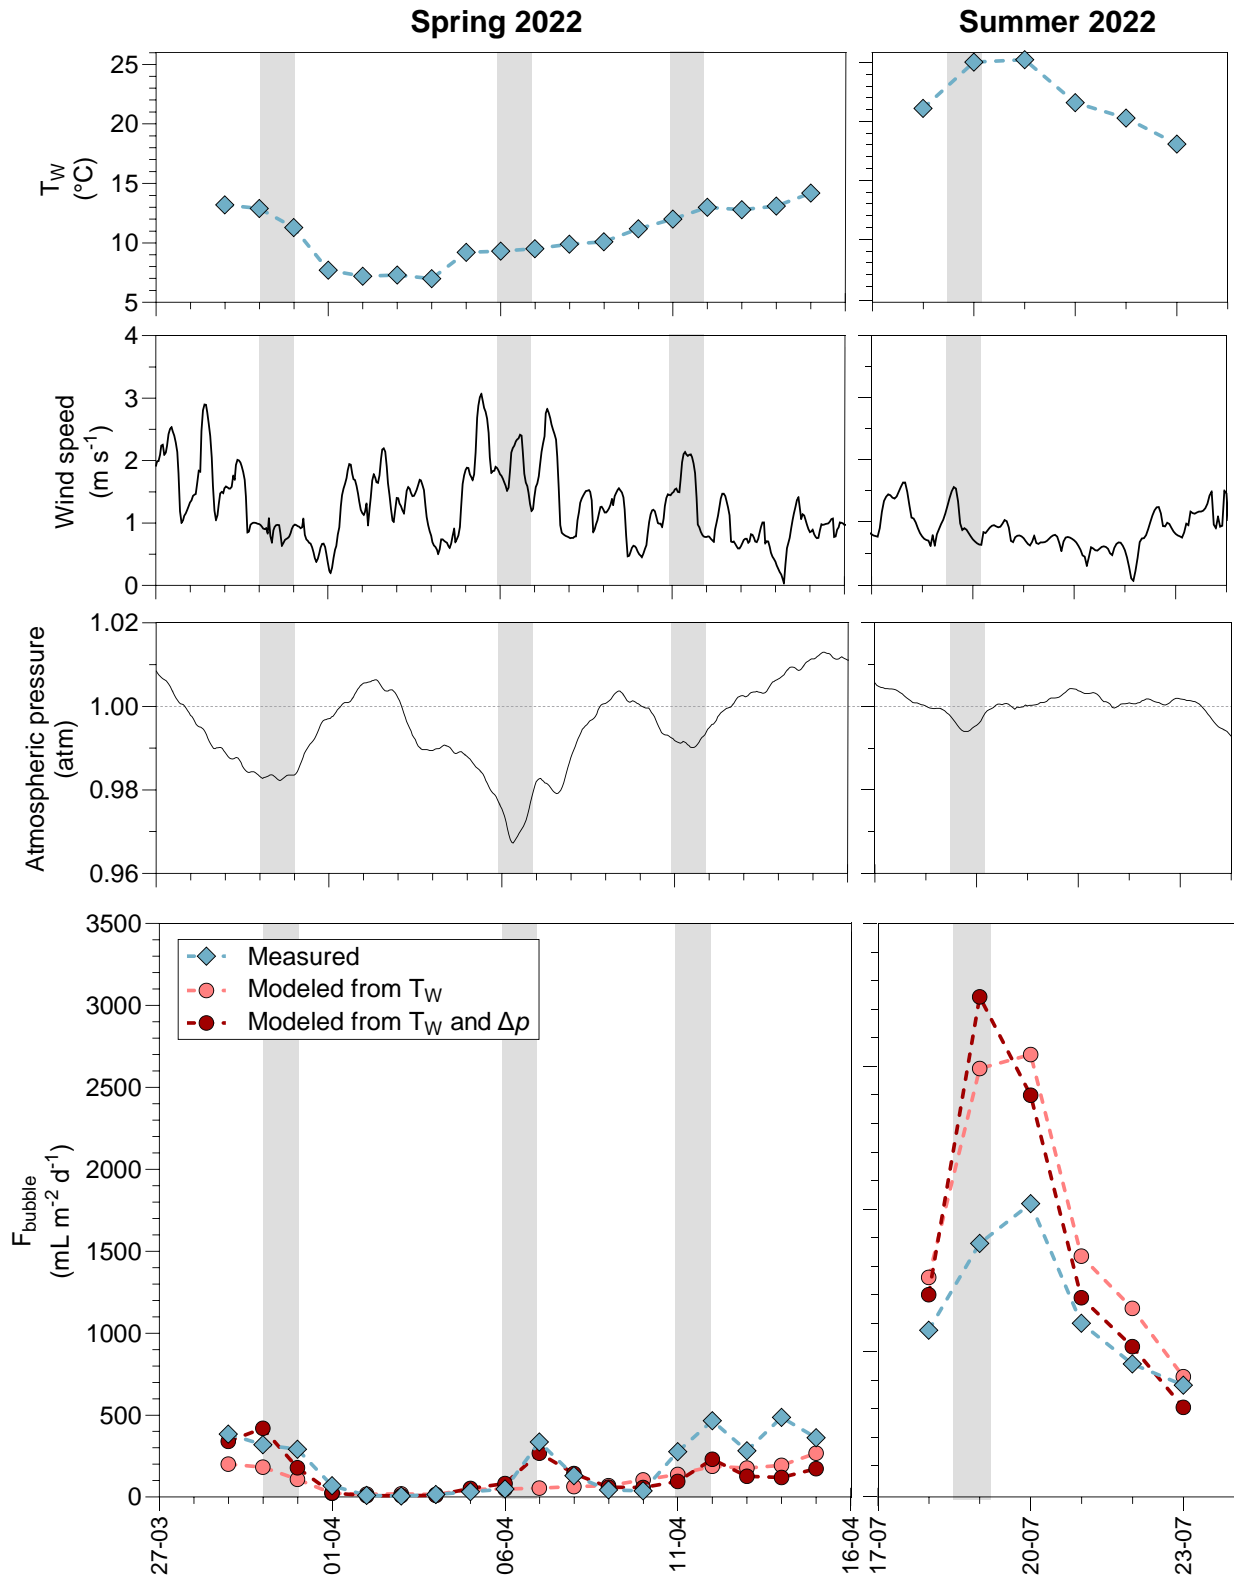 Spring 2022
Summer 2022
25
20
15
10
5
T_W
(°C)
4
3
2
1
0
Wind speed
(m s⁻¹)
1.02
1.00
0.98
0.96
Atmospheric pressure
(atm)
3500
3000
2500
2000
1500
1000
500
0
F_bubble
(mL m⁻² d⁻¹)
Measured
Modeled from T_W
Modeled from T_W and Δp
27-03
01-04
06-04
11-04
16-04
17-07
20-07
23-07